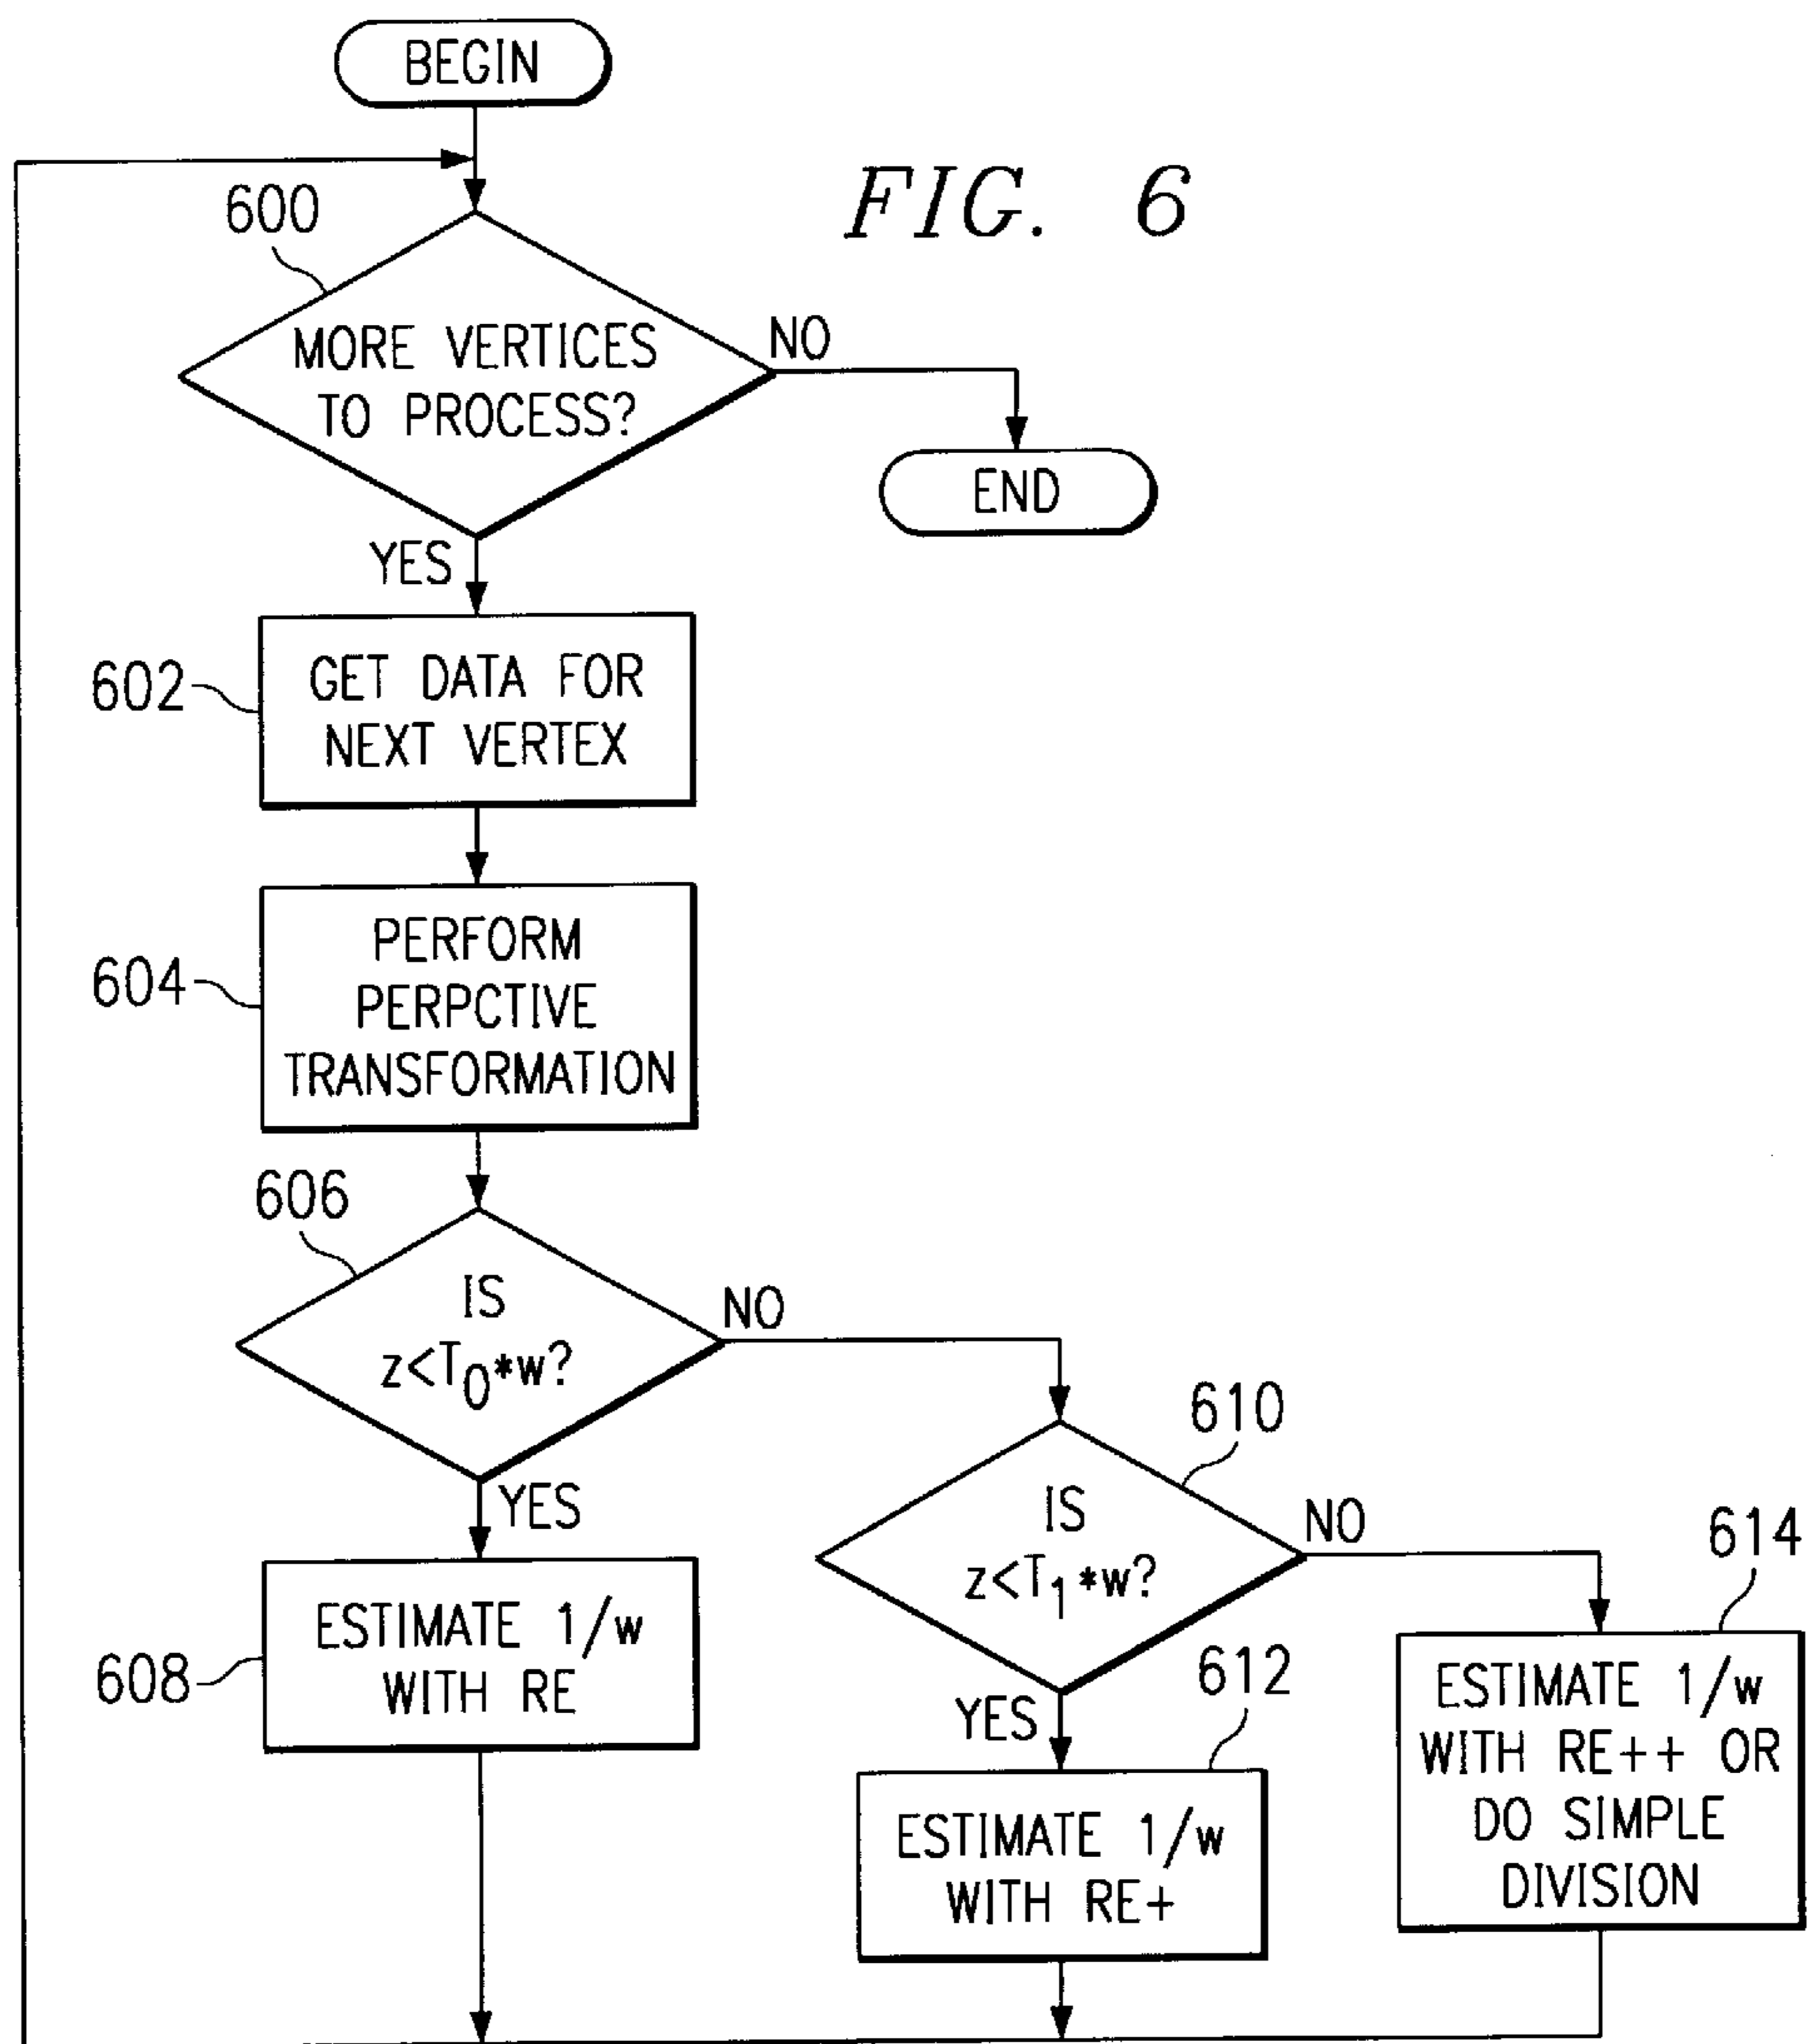 BEGIN
FIG. 6
600
MORE VERTICES
TO PROCESS?
NO
END
YES
602
GET DATA FOR
NEXT VERTEX
604
PERFORM
PERPCTIVE
TRANSFORMATION
606
IS
z<T0*w?
NO
YES
608
ESTIMATE 1/w
WITH RE
610
IS
z<T1*w?
NO
YES
612
ESTIMATE 1/w
WITH RE+
614
ESTIMATE 1/w
WITH RE++ OR
DO SIMPLE
DIVISION